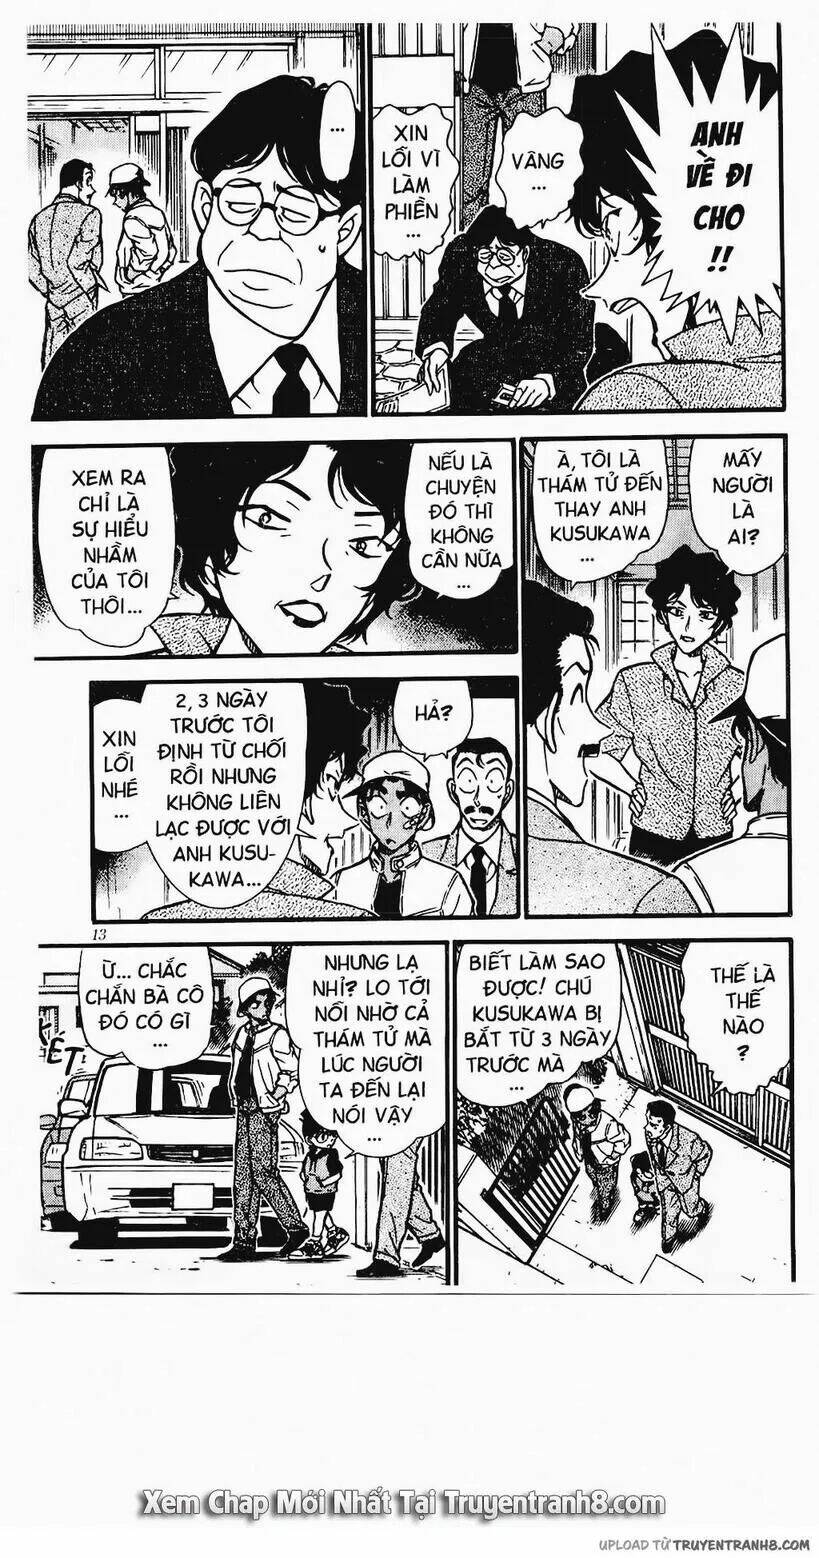 ANH
VỀ ĐI
CHO
!!
VÂNG
...
XIN
LỖI VÌ
LÀM
PHIỀN
...
...
MẤY
NGƯỜI
LÀ
AI?
À, TÔI LÀ
THÁM TỬ ĐẾN
THAY ANH
KUSUKAWA
...
NẾU LÀ
CHUYỆN
ĐÓ THÌ
KHÔNG
CẦN NỮA
...
XEM RA
CHỈ LÀ
SỰ HIỂU
NHẦM
CỦA TÔI
THÔI...
HẢ?
2, 3 NGÀY
TRƯỚC TÔI
ĐỊNH TỪ CHỐI
RỒI NHƯNG
KHÔNG LIÊN
LẠC ĐƯỢC VỚI
ANH KUSU-
KAWA...
XIN
LỖI NHÉ
...
13
THẾ LÀ
THẾ
NÀO
?
BIẾT LÀM SAO
ĐƯỢC! CHÚ
KUSUKAWA BỊ
BẮT TỪ 3 NGÀY
TRƯỚC MÀ
...
NHƯNG LẠ
NHỈ? LO TỚI
NỖI NHỜ CẢ
THÁM TỬ MÀ
LÚC NGƯỜI
TA ĐẾN LẠI
NÓI VẬY
...
Ừ... CHẮC
CHẮN BÀ CÔ
ĐÓ CÓ GÌ
...
KÉT
Xem Chap Mới Nhất Tại Truyentranh8.com
UPLOAD TỪ TRUYENTRANH8.COM